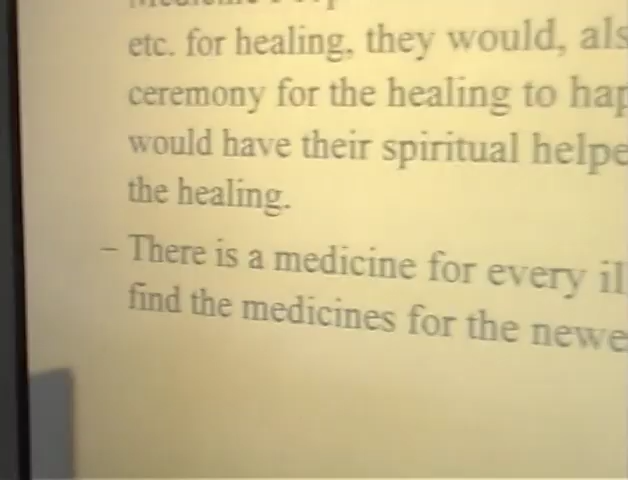 etc. for healing, they would, als
ceremony for the healing to hap
would have their spiritual helpe
the healing.
– There is a medicine for every il
find the medicines for the newe